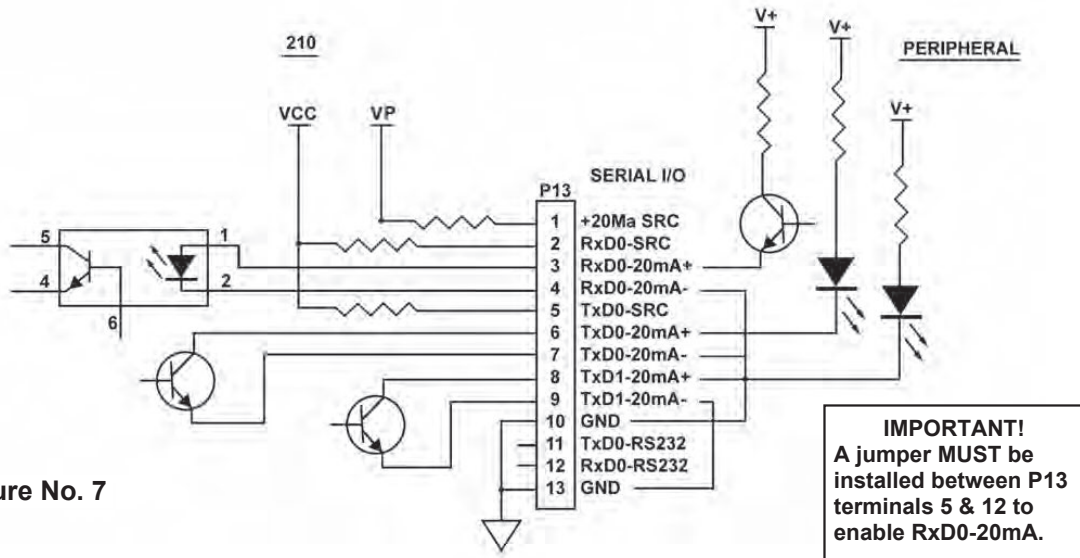 V+
V+
210
PERIPHERAL
V+
VCC
VP
SERIAL I/O
P13
1 +20Ma SRC
2 RxD0-SRC
3 RxD0-20mA+
4 RxD0-20mA-
5 TxD0-SRC
6 TxD0-20mA+
7 TxD0-20mA-
8 TxD1-20mA+
9 TxD1-20mA-
10 GND
11 TxD0-RS232
12 RxD0-RS232
13 GND
5
1
4
2
6
IMPORTANT!
A jumper MUST be
installed between P13
terminals 5 & 12 to
enable RxD0-20mA.
ure No. 7